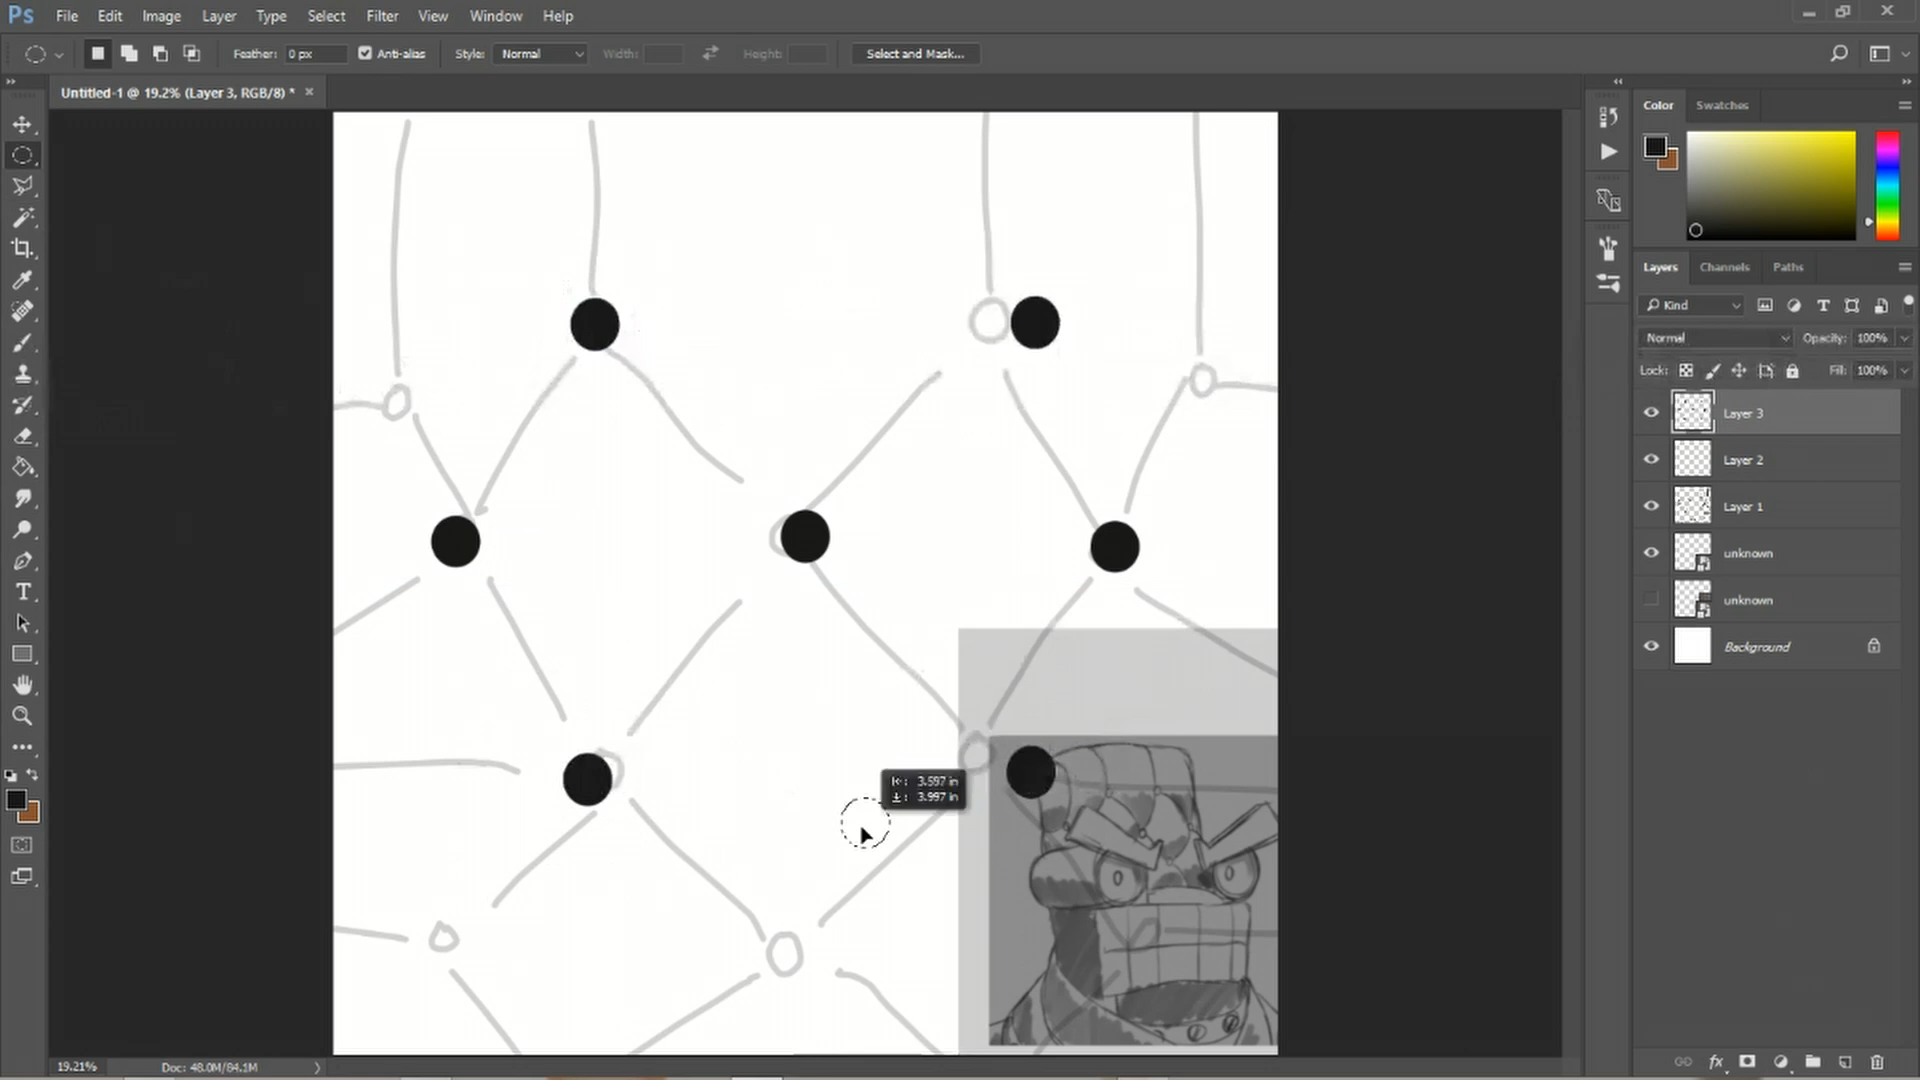 Ps File Edit Image Layer Type Select Filter View Window Help
Feather: 0 px Anti-alias Style: Normal Width: Height: Select and Mask...
Untitled-1 @ 19.2% (Layer 3, RGB/8) * ×
Color Swatches
Layers Channels Paths
Kind
Normal Opacity: 100%
Lock: Fill: 100%
Layer 3
Layer 2
Layer 1
unknown
unknown
Background
3.597 in
3.997 in
19.21% Doc: 48.0M/84.1M